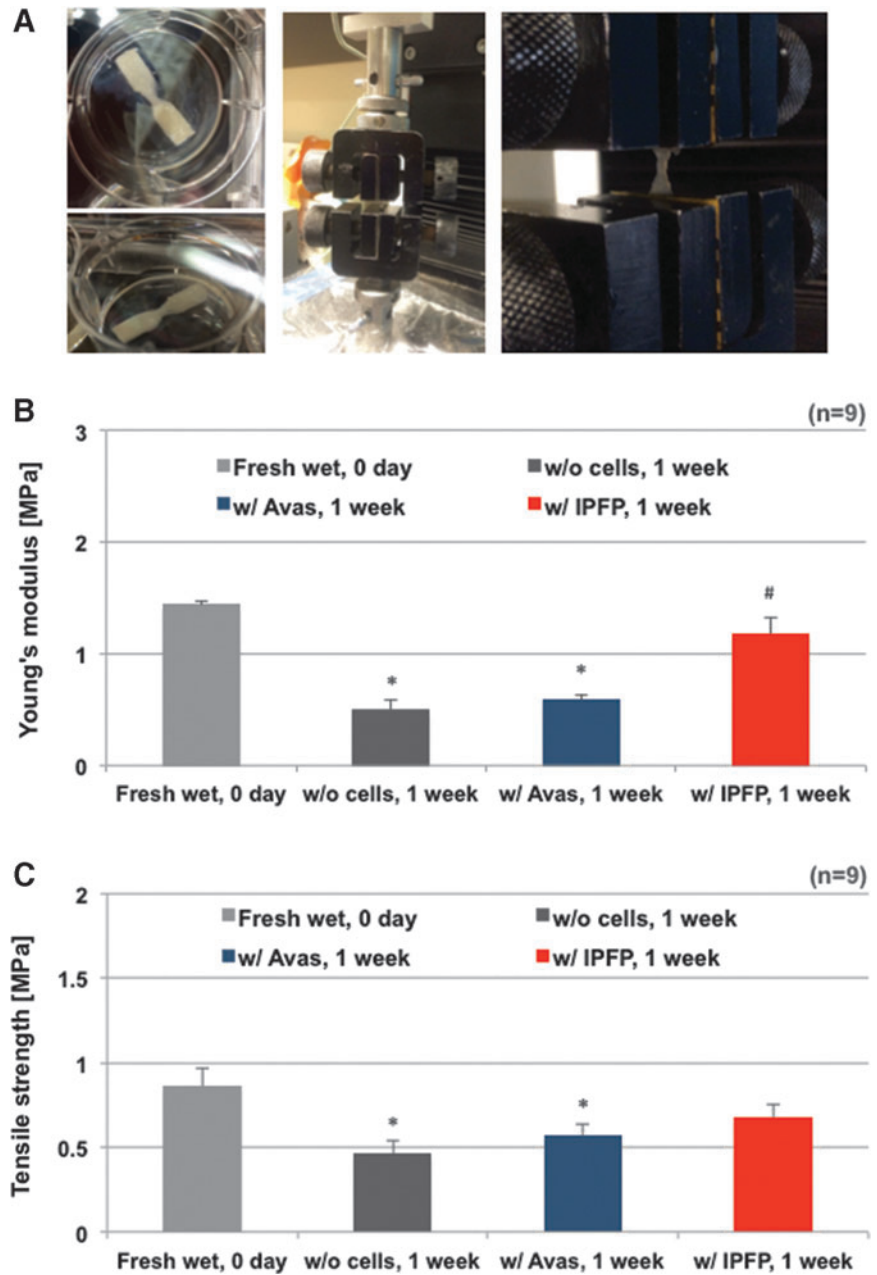 A
B
(n=9)
3
2
1
0
Young's modulus [MPa]
Fresh wet, 0 day
w/o cells, 1 week
w/ Avas, 1 week
w/ IPFP, 1 week
*
*
#
Fresh wet, 0 day
w/o cells, 1 week
w/ Avas, 1 week
w/ IPFP, 1 week
C
(n=9)
2
1.5
1
0.5
0
Tensile strength [MPa]
Fresh wet, 0 day
w/o cells, 1 week
w/ Avas, 1 week
w/ IPFP, 1 week
*
*
Fresh wet, 0 day
w/o cells, 1 week
w/ Avas, 1 week
w/ IPFP, 1 week